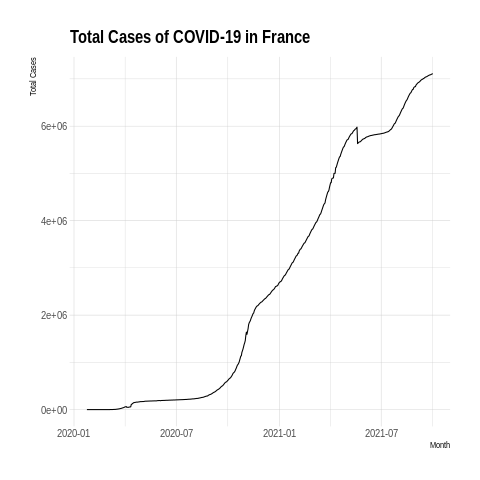 Total Cases of COVID-19 in France
Total Cases
6e+06
4e+06
2e+06
0e+00
2020-01 2020-07 2021-01 2021-07
Month